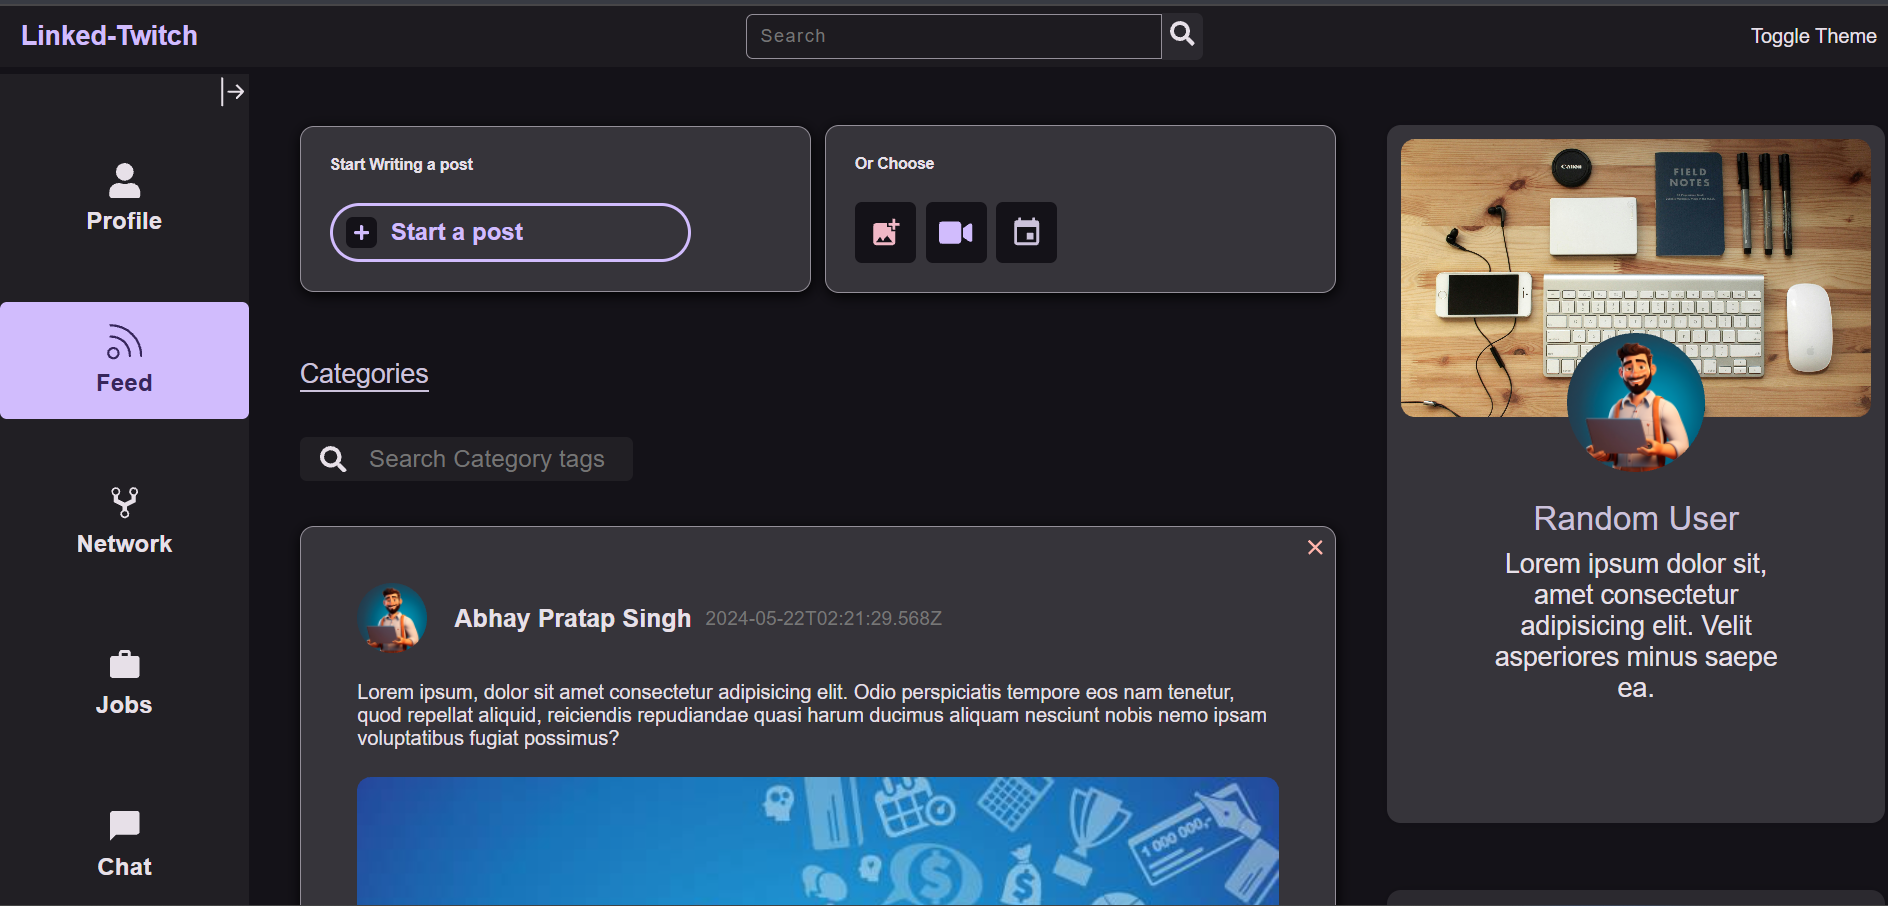 Linked-Twitch
Search
Toggle Theme
Profile
Feed
Network
Jobs
Chat
Start Writing a post
Start a post
Or Choose
Categories
Search Category tags
Abhay Pratap Singh 2024-05-22T02:21:29.568Z
Lorem ipsum, dolor sit amet consectetur adipisicing elit. Odio perspiciatis tempore eos nam tenetur,
quod repellat aliquid, reiciendis repudiandae quasi harum ducimus aliquam nesciunt nobis nemo ipsam
voluptatibus fugiat possimus?
1 000 000,-
Canon
FIELD
NOTES
Random User
Lorem ipsum dolor sit,
amet consectetur
adipisicing elit. Velit
asperiores minus saepe
ea.